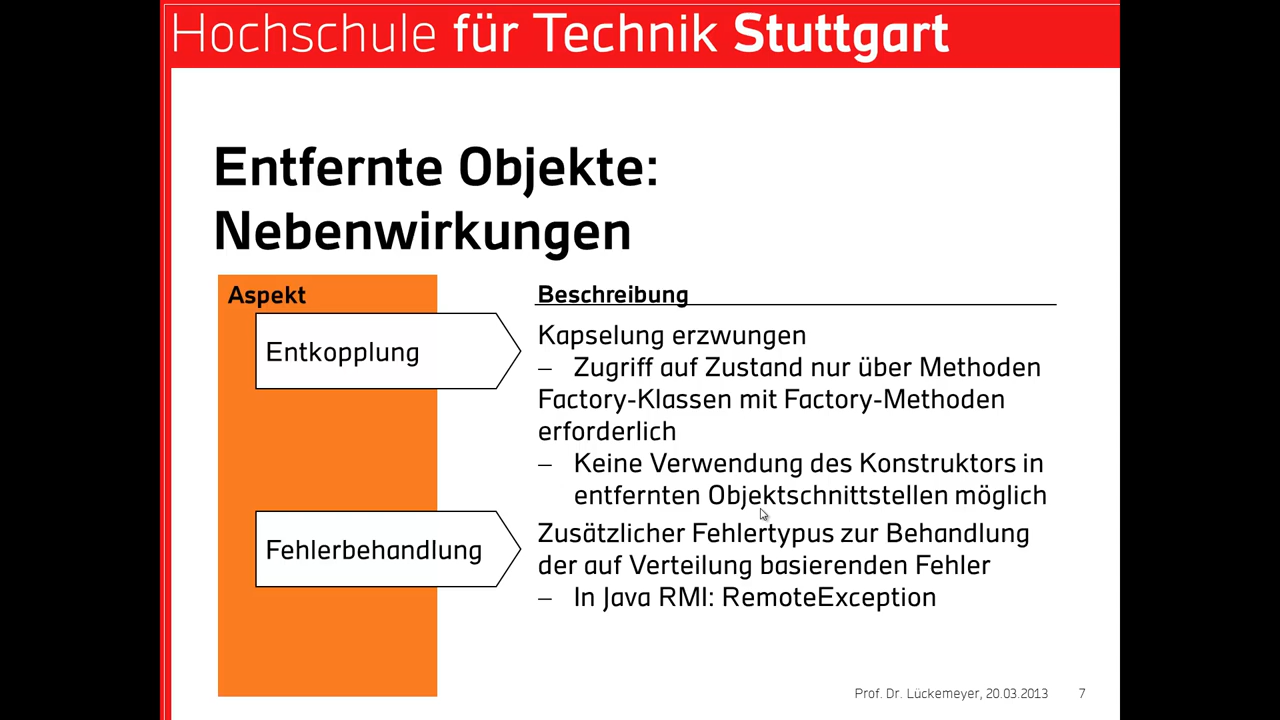 Hochschule für Technik Stuttgart
Entfernte Objekte:
Nebenwirkungen
Aspekt
Beschreibung
Entkopplung
Kapselung erzwungen
– Zugriff auf Zustand nur über Methoden
Factory-Klassen mit Factory-Methoden
erforderlich
– Keine Verwendung des Konstruktors in
entfernten Objektschnittstellen möglich
Fehlerbehandlung
Zusätzlicher Fehlertypus zur Behandlung
der auf Verteilung basierenden Fehler
– In Java RMI: RemoteException
Prof. Dr. Lückemeyer, 20.03.2013 7